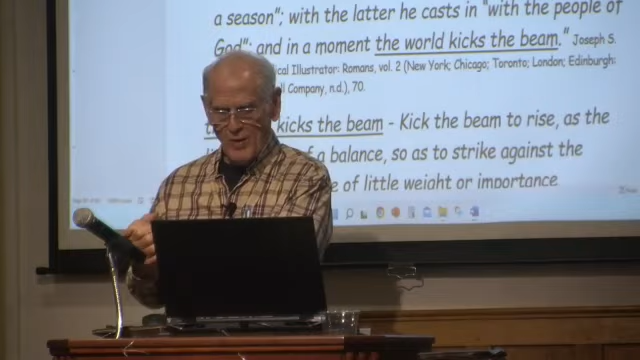 a season"; with the latter he casts in "with the people of
God"; and in a moment the world kicks the beam." Joseph S.
cal Illustrator: Romans, vol. 2 (New York; Chicago; Toronto; London; Edinburgh:
ll Company, n.d.), 70.
kicks the beam - Kick the beam to rise, as the
of a balance, so as to strike against the
e of little weight or importance